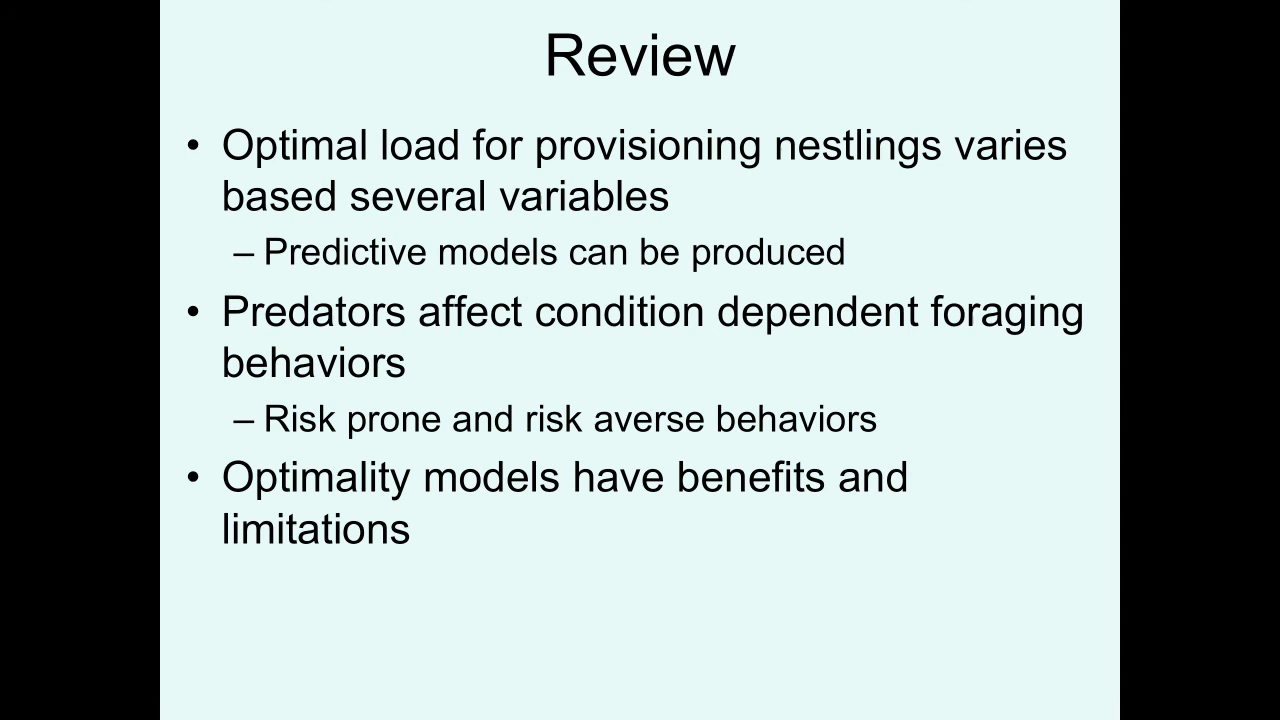 Review
• Optimal load for provisioning nestlings varies
based several variables
– Predictive models can be produced
• Predators affect condition dependent foraging
behaviors
– Risk prone and risk averse behaviors
• Optimality models have benefits and
limitations